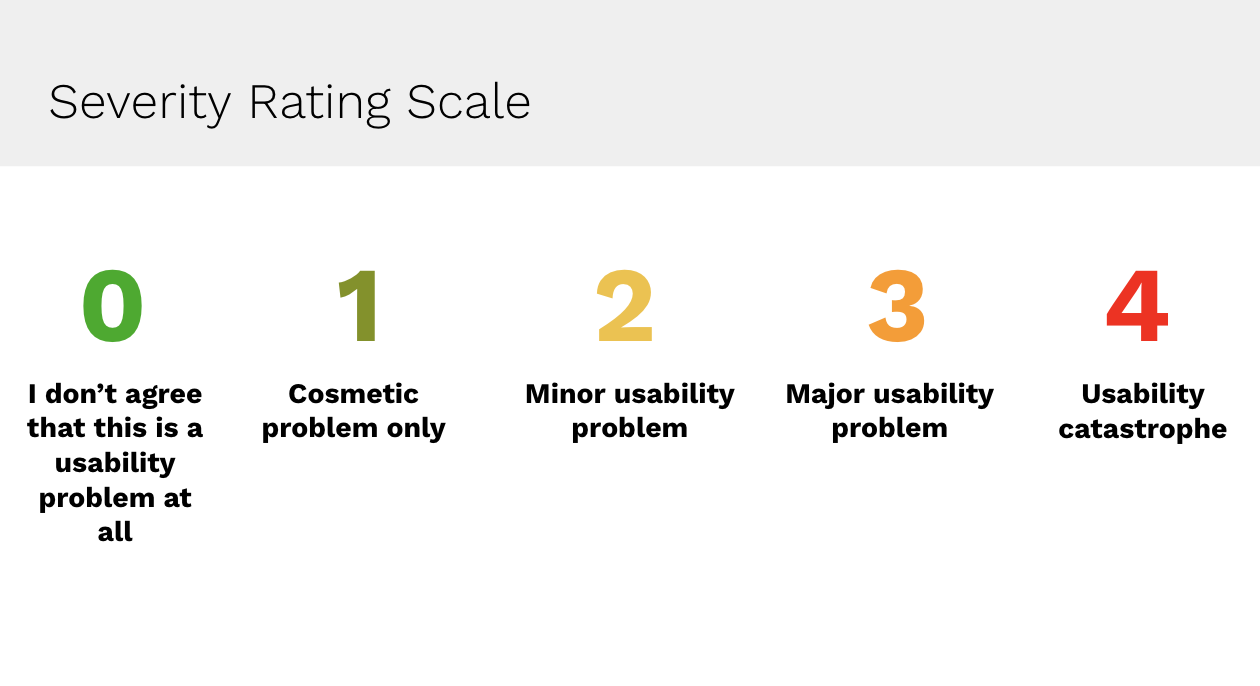 Severity Rating Scale
0
I don’t agree
that this is a
usability
problem at
all
1
Cosmetic
problem only
2
Minor usability
problem
3
Major usability
problem
4
Usability
catastrophe